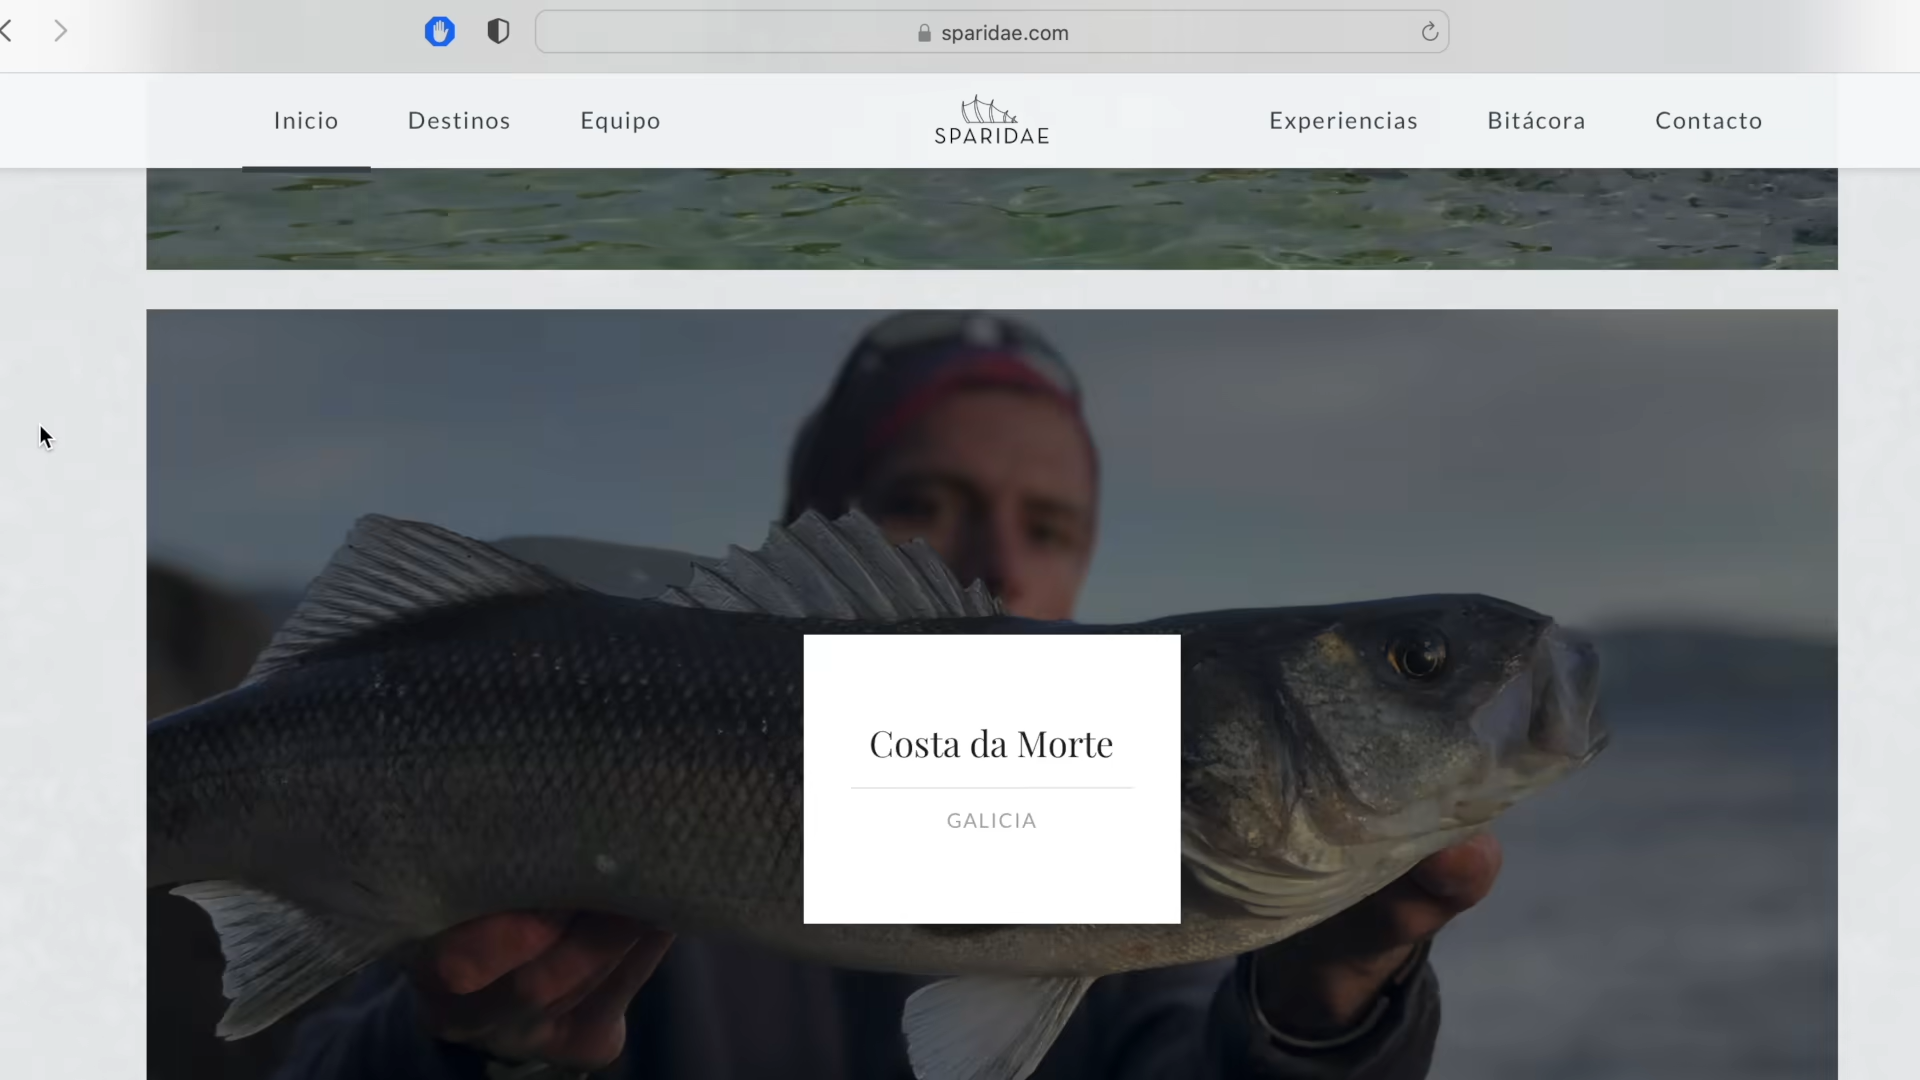 sparidae.com
Inicio
Destinos
Equipo
SPARIDAE
Experiencias
Bitácora
Contacto
Costa da Morte
GALICIA